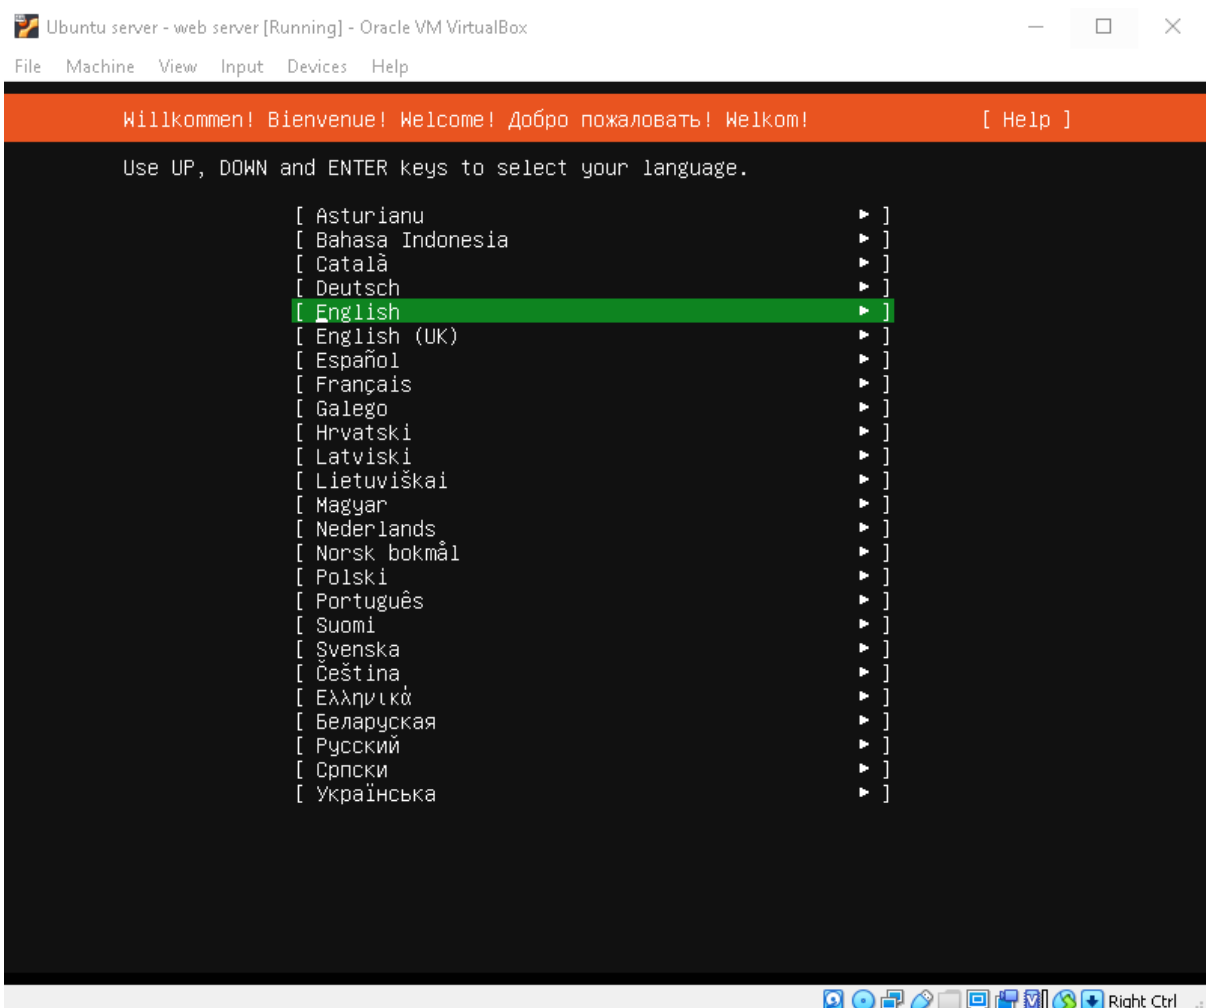 Ubuntu server - web server [Running] - Oracle VM VirtualBox
File Machine View Input Devices Help
Willkommen! Bienvenue! Welcome! Добро пожаловать! Welkom! [ Help ]
Use UP, DOWN and ENTER keys to select your language.
[ Asturianu ► ]
[ Bahasa Indonesia ► ]
[ Català ► ]
[ Deutsch ► ]
[ English ► ]
[ English (UK) ► ]
[ Español ► ]
[ Français ► ]
[ Galego ► ]
[ Hrvatski ► ]
[ Latviski ► ]
[ Lietuviškai ► ]
[ Magyar ► ]
[ Nederlands ► ]
[ Norsk bokmål ► ]
[ Polski ► ]
[ Português ► ]
[ Suomi ► ]
[ Svenska ► ]
[ Čeština ► ]
[ Ελληνικά ► ]
[ Беларуская ► ]
[ Русский ► ]
[ Српски ► ]
[ Українська ► ]
Right Ctrl